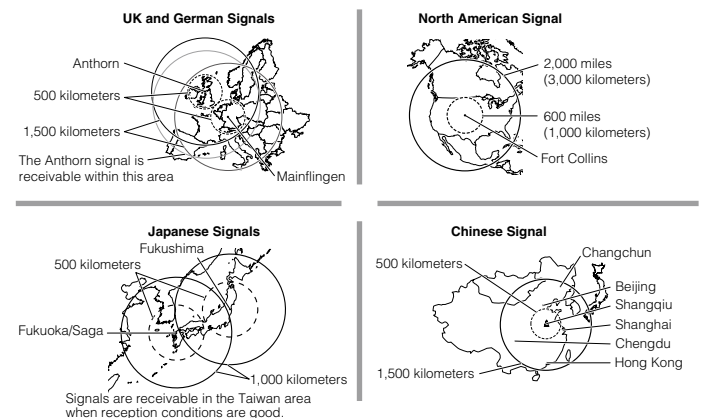 UK and German Signals
Anthorn
500 kilometers
1,500 kilometers
The Anthorn signal is
receivable within this area
Mainflingen
North American Signal
2,000 miles
(3,000 kilometers)
600 miles
(1,000 kilometers)
Fort Collins
Japanese Signals
Fukushima
500 kilometers
Fukuoka/Saga
1,000 kilometers
Signals are receivable in the Taiwan area
when reception conditions are good.
Chinese Signal
Changchun
500 kilometers
Beijing
Shangqiu
Shanghai
Chengdu
Hong Kong
1,500 kilometers